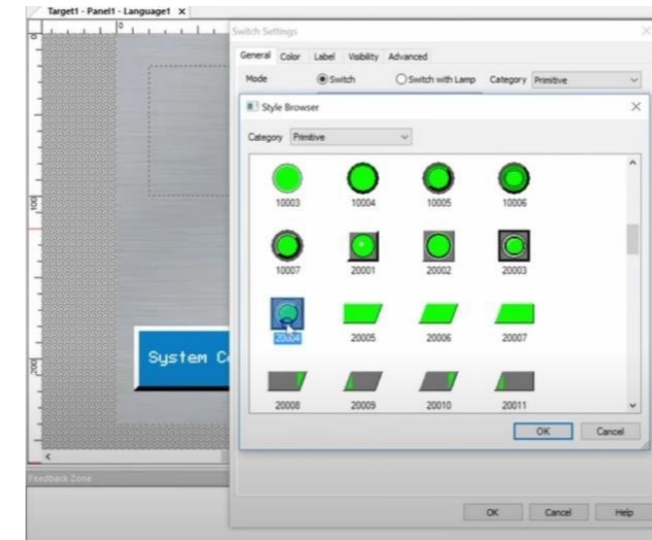 Target1 - Panel1 - Language1 X
Switch Settings
General Color Label Visibility Advanced
Mode Switch Switch with Lamp Category Primitive
Style Browser
Category Primitive
10003 10004 10005 10006
10007 20001 20002 20003
20004 20005 20006 20007
20008 20009 20010 20011
OK Cancel
System Co
0
100
200
Feedback Zone
OK Cancel Help